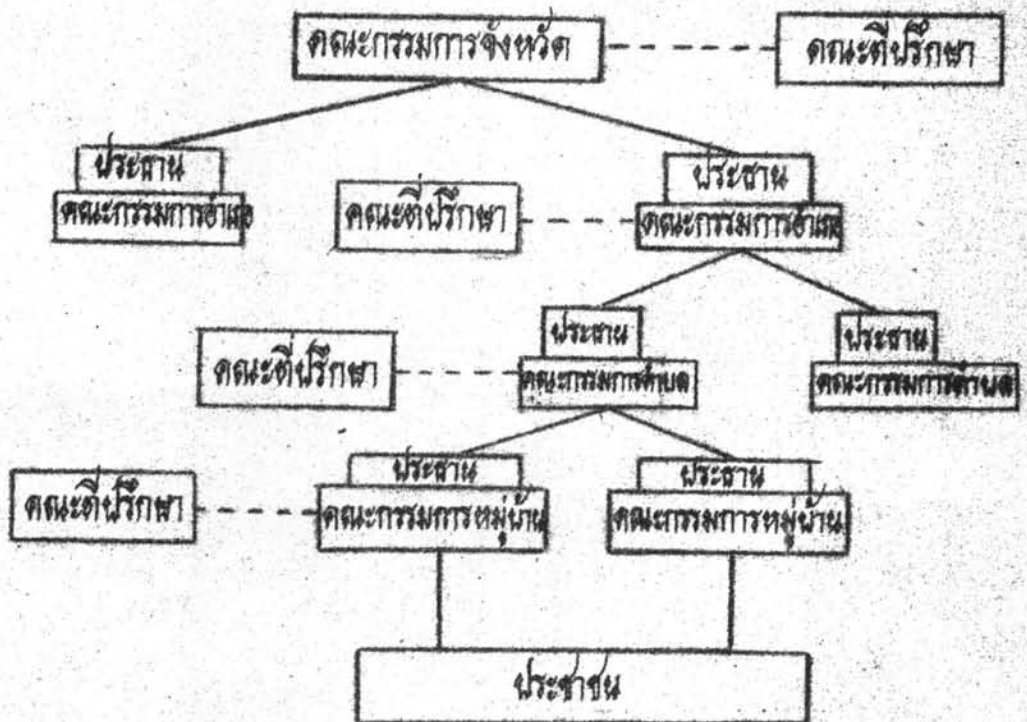 คณะกรรมการจังหวัด
คณะที่ปรึกษา
ประธาน
คณะกรรมการอำเภอ
คณะที่ปรึกษา
ประธาน
คณะกรรมการอำเภอ
คณะที่ปรึกษา
ประธาน
คณะกรรมการตำบล
ประธาน
คณะกรรมการตำบล
คณะที่ปรึกษา
ประธาน
คณะกรรมการหมู่บ้าน
ประธาน
คณะกรรมการหมู่บ้าน
ประชาชน